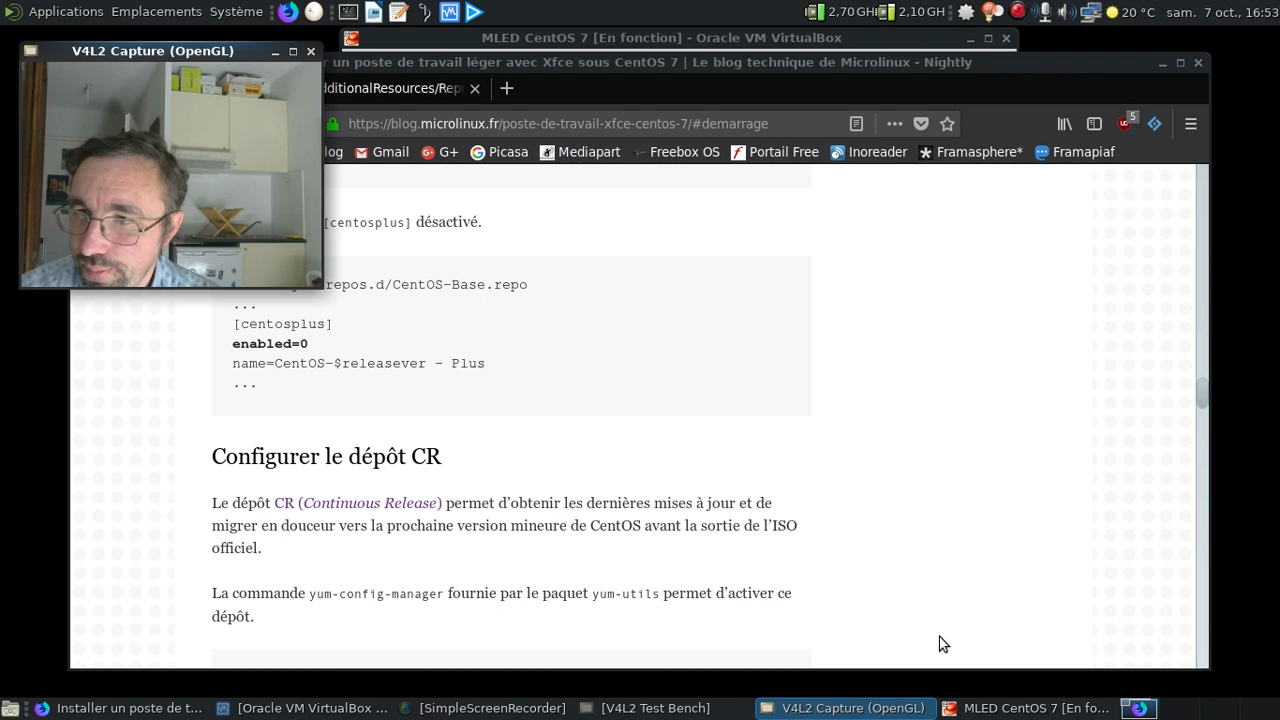 Applications Emplacements Système
2,70 GH 2,10 GH 20 °C sam. 7 oct., 16:53
V4L2 Capture (OpenGL)
MLED CentOS 7 [En fonction] - Oracle VM VirtualBox
r un poste de travail léger avec Xfce sous CentOS 7 | Le blog technique de Microlinux - Nightly
dditionalResources/Rep
https://blog.microlinux.fr/poste-de-travail-xfce-centos-7/#demarrage
5
log Gmail G+ Picasa Mediapart Freebox OS Portail Free Inoreader Framasphère* Framapiaf
[centosplus] désactivé.
repos.d/CentOS-Base.repo
...
[centosplus]
enabled=0
name=CentOS-$releasever - Plus
...
Configurer le dépôt CR
Le dépôt CR (Continuous Release) permet d’obtenir les dernières mises à jour et de
migrer en douceur vers la prochaine version mineure de CentOS avant la sortie de l’ISO
officiel.
La commande yum-config-manager fournie par le paquet yum-utils permet d’activer ce
dépôt.
Installer un poste de t... [Oracle VM VirtualBox ... [SimpleScreenRecorder] [V4L2 Test Bench] V4L2 Capture (OpenGL) MLED CentOS 7 [En fo...